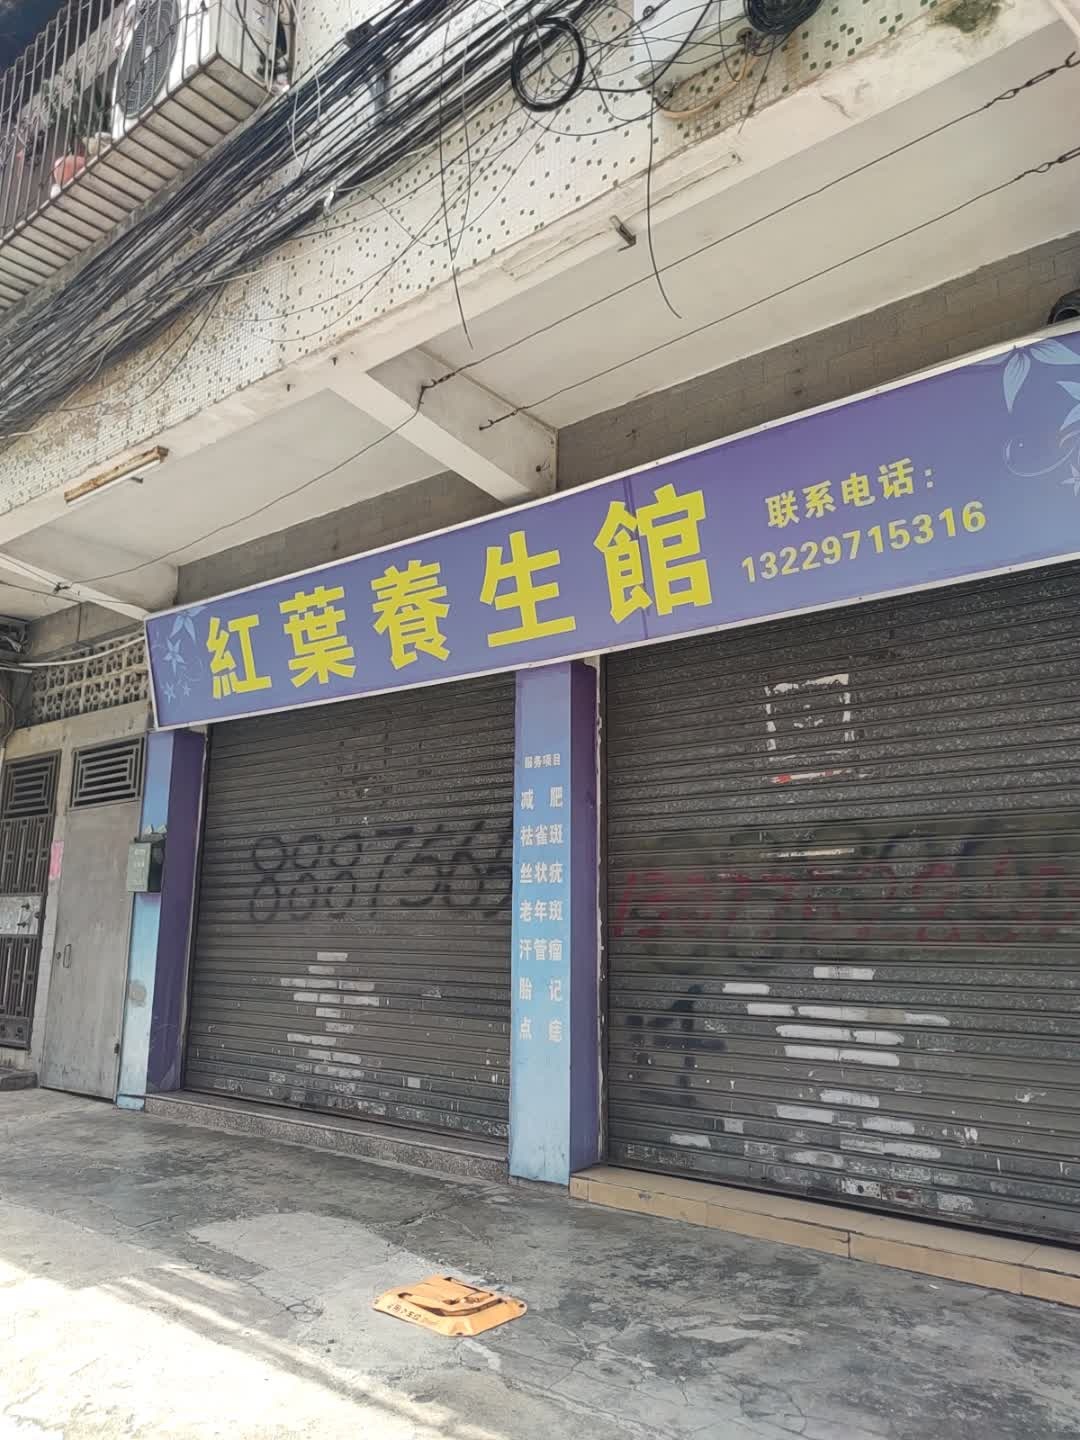 紅葉養生館
联系电话：
13229715316
服务项目
减肥
祛雀斑
丝状疣
老年斑
汗管瘤
胎记
点痣